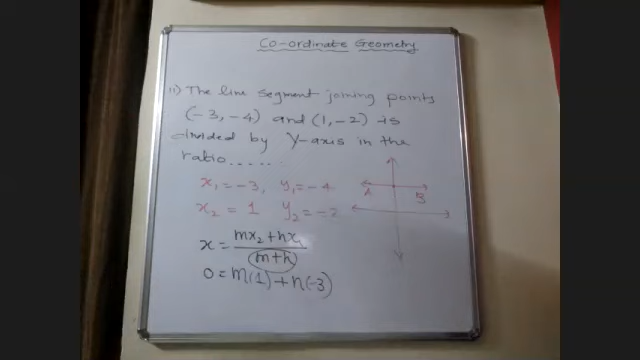 Co-ordinate Geometry
11) The line segment joining points
(-3, -4) and (1, -2) is
divided by Y-axis in the
ratio......
x₁ = -3, y₁ = -4
x₂ = 1 y₂ = -2
A B
x = mx₂ + nx₁ / (m+n)
0 = m(1) + n(-3)